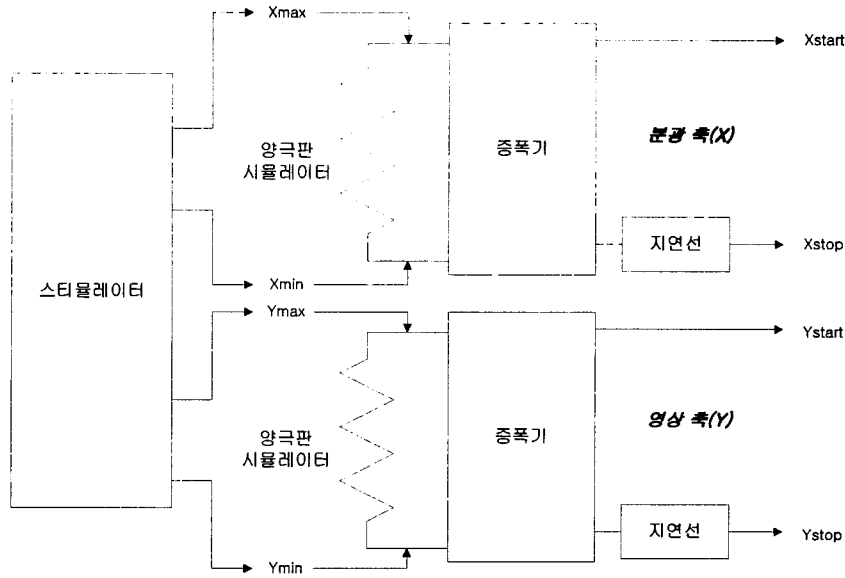 Xmax
Xstart
분광 축(X)
양극판
시뮬레이터
증폭기
지연선
Xstop
스티뮬레이터
Xmin
Ymax
Ystart
영상 축(Y)
양극판
시뮬레이터
증폭기
지연선
Ystop
Ymin